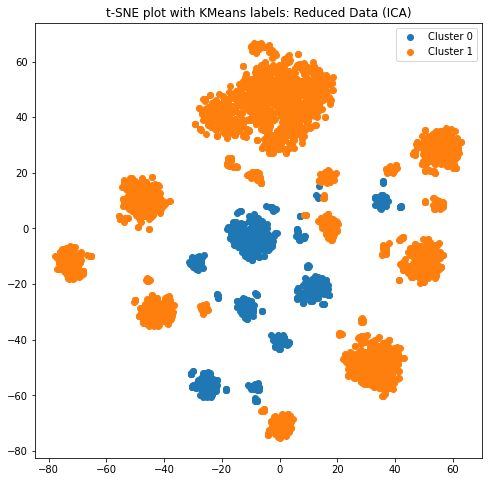 t-SNE plot with KMeans labels: Reduced Data (ICA)
Cluster 0
Cluster 1
60
40
20
0
−20
−40
−60
−80
−80 −60 −40 −20 0 20 40 60